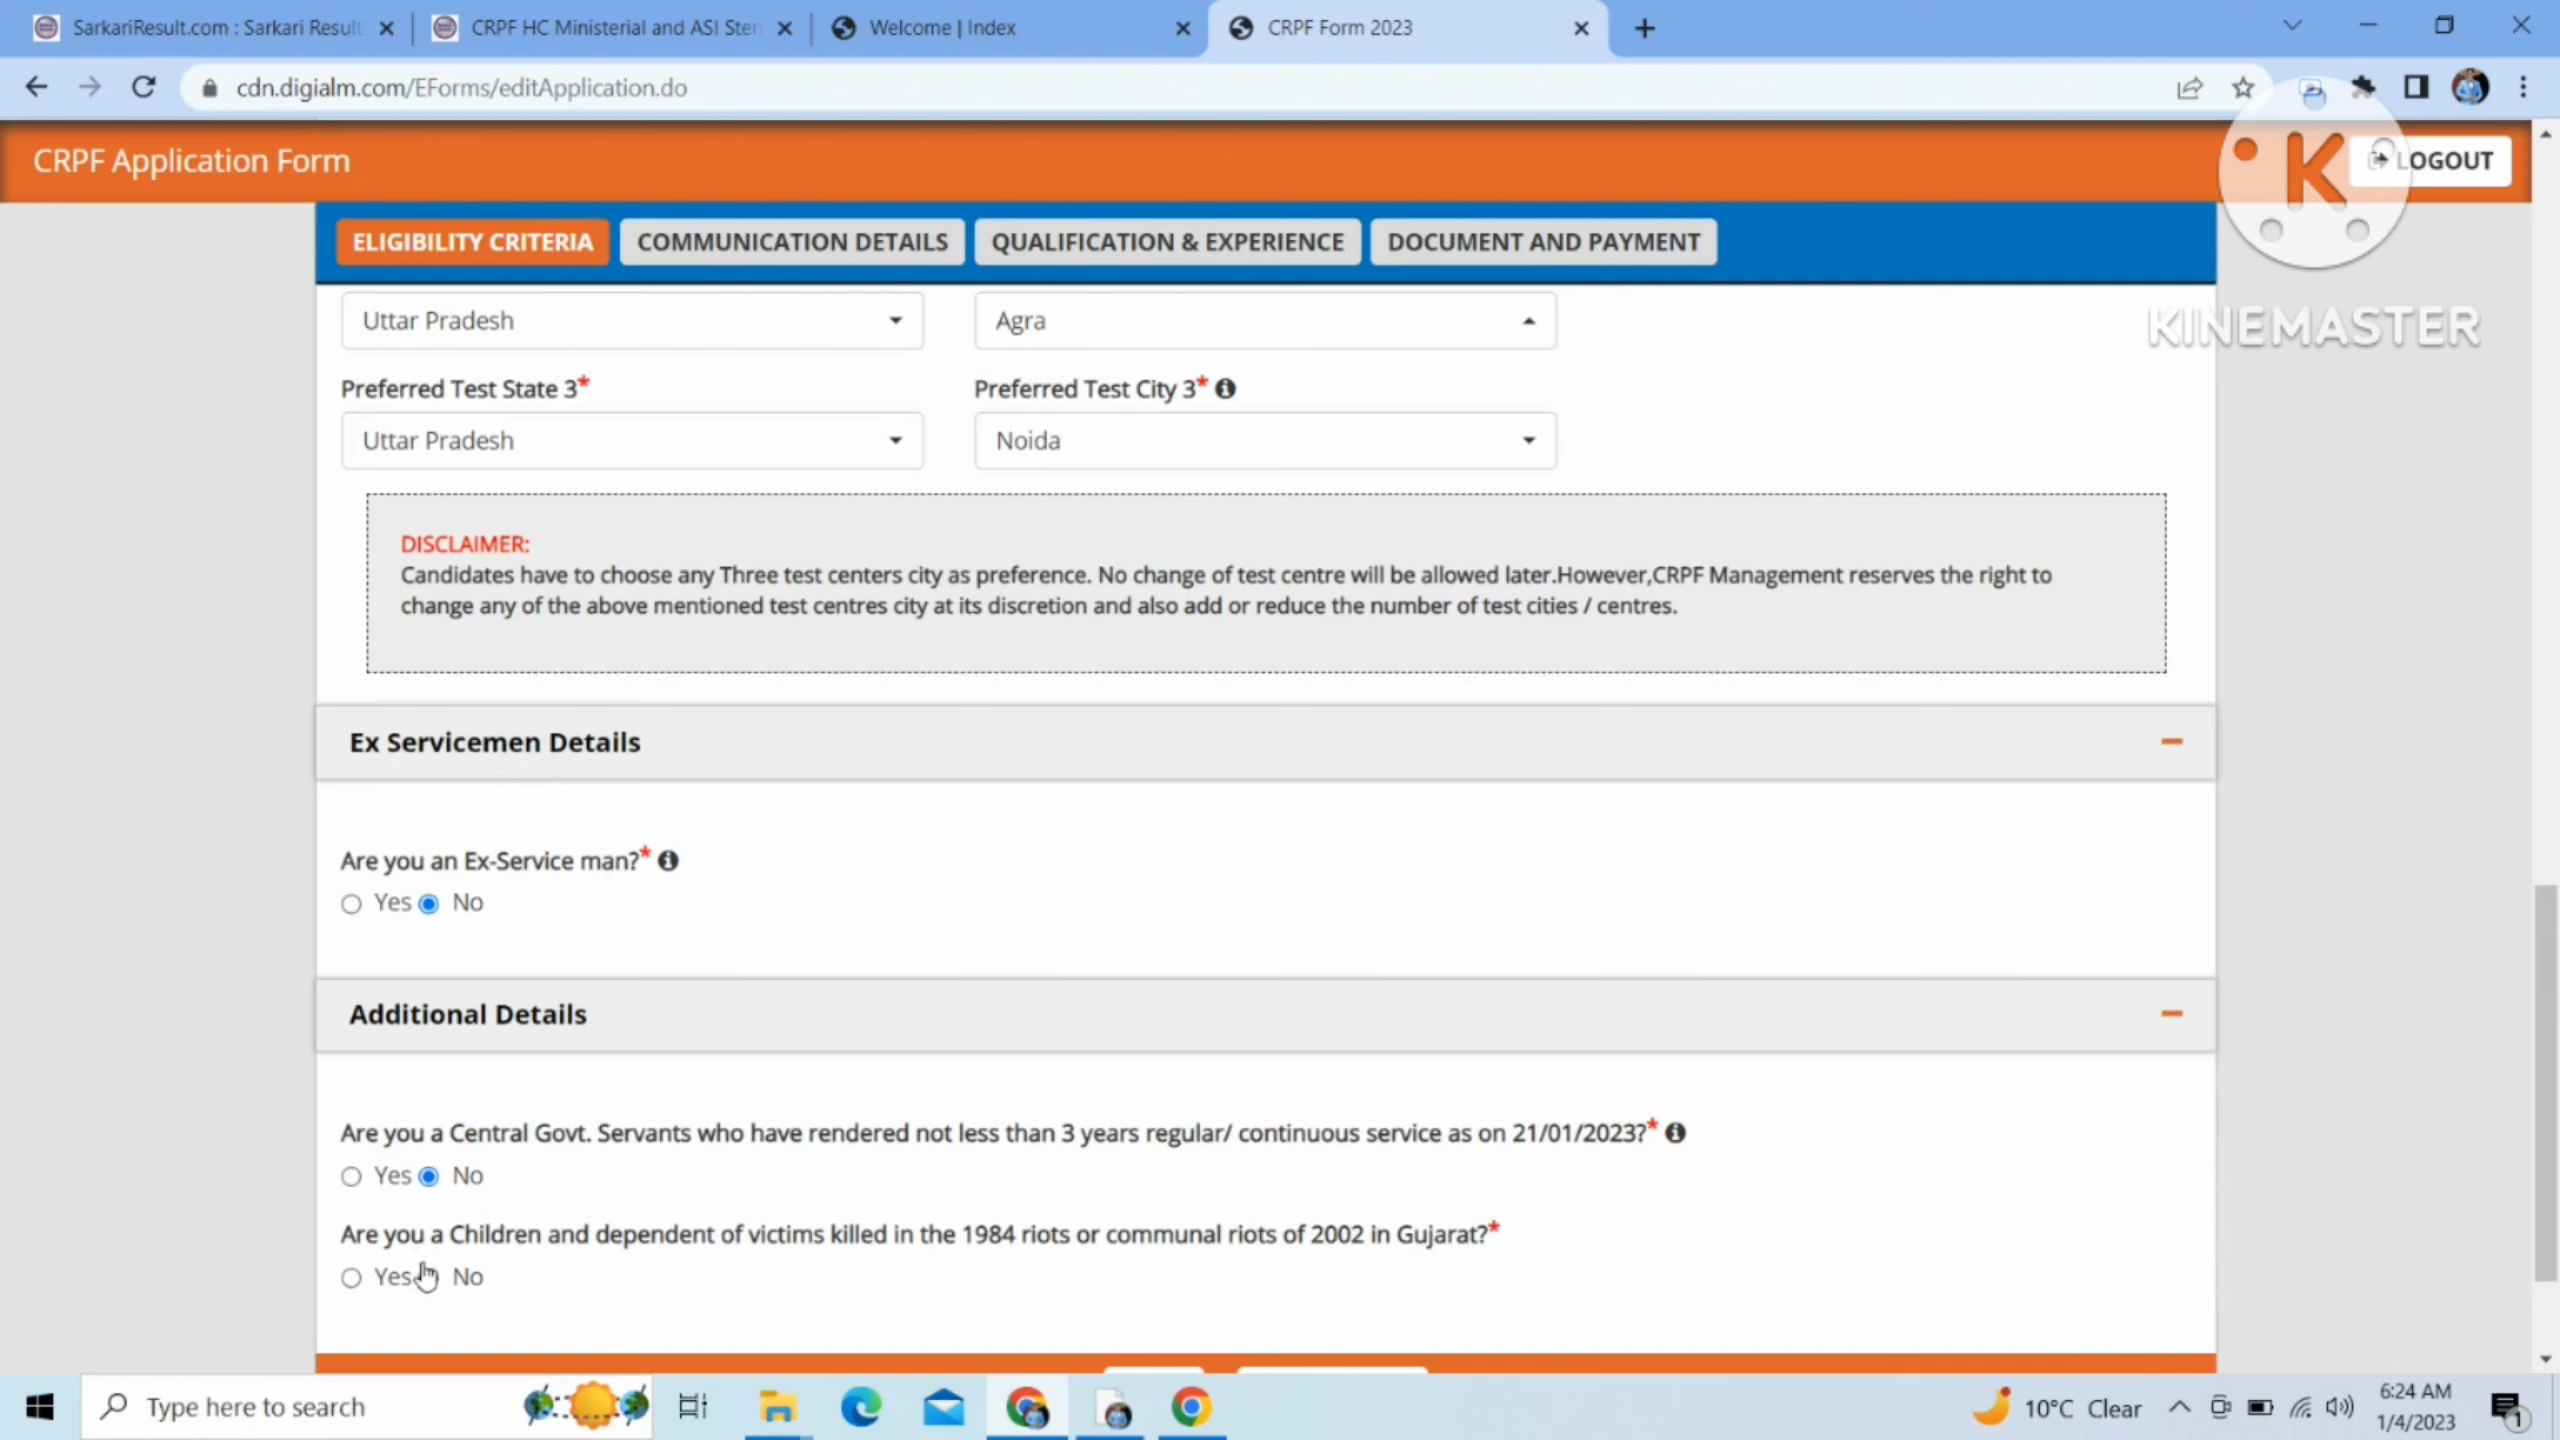 SarkariResult.com : Sarkari Result
CRPF HC Ministerial and ASI Sten
Welcome | Index
CRPF Form 2023
cdn.digialm.com/EForms/editApplication.do
CRPF Application Form
LOGOUT
K
KINEMASTER
ELIGIBILITY CRITERIA
COMMUNICATION DETAILS
QUALIFICATION & EXPERIENCE
DOCUMENT AND PAYMENT
Uttar Pradesh
Agra
Preferred Test State 3*
Preferred Test City 3*
Uttar Pradesh
Noida
DISCLAIMER:
Candidates have to choose any Three test centers city as preference. No change of test centre will be allowed later.However,CRPF Management reserves the right to
change any of the above mentioned test centres city at its discretion and also add or reduce the number of test cities / centres.
Ex Servicemen Details
Are you an Ex-Service man?*
Yes No
Additional Details
Are you a Central Govt. Servants who have rendered not less than 3 years regular/ continuous service as on 21/01/2023?*
Yes No
Are you a Children and dependent of victims killed in the 1984 riots or communal riots of 2002 in Gujarat?*
Yes No
Type here to search
10°C Clear
6:24 AM
1/4/2023
1